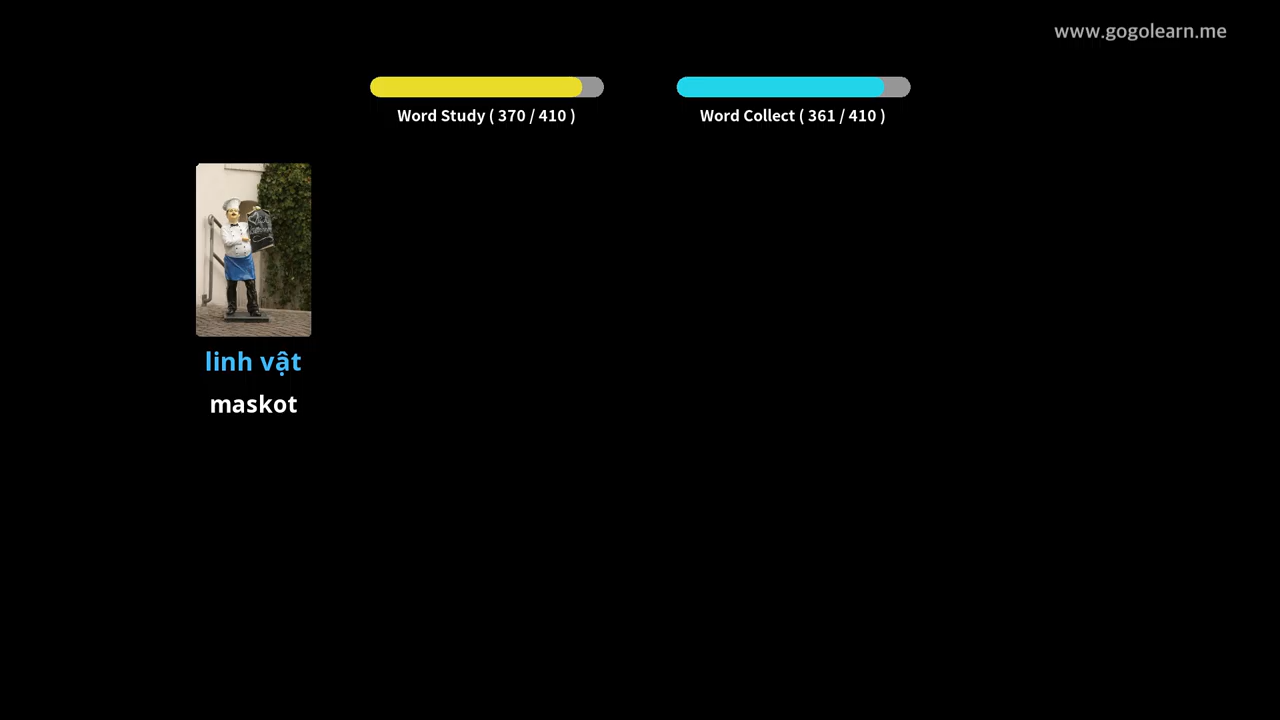 www.gogolearn.me
Word Study ( 370 / 410 )
Word Collect ( 361 / 410 )
linh vật
maskot